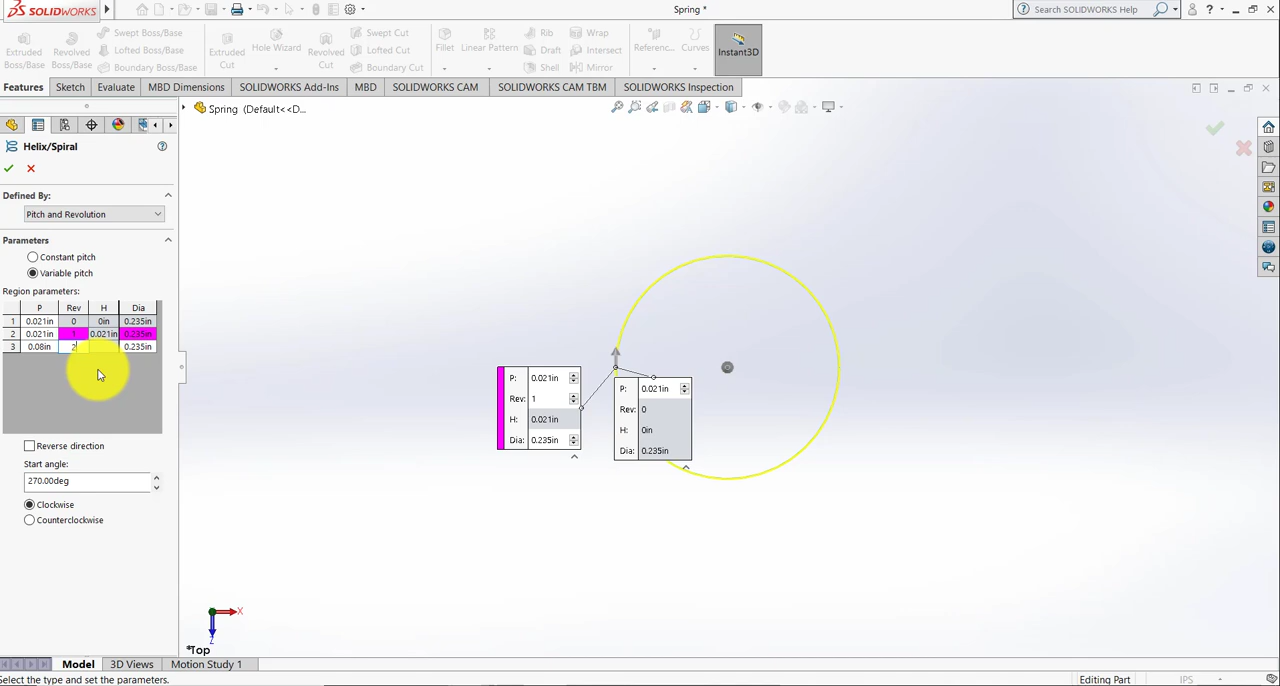 SOLIDWORKS
Spring *
Search SOLIDWORKS Help
Extruded Boss/Base
Revolved Boss/Base
Swept Boss/Base
Lofted Boss/Base
Boundary Boss/Base
Extruded Cut
Hole Wizard
Revolved Cut
Swept Cut
Lofted Cut
Boundary Cut
Fillet
Linear Pattern
Rib
Draft
Shell
Wrap
Intersect
Mirror
Referenc...
Curves
Instant3D
Features Sketch Evaluate MBD Dimensions SOLIDWORKS Add-Ins MBD SOLIDWORKS CAM SOLIDWORKS CAM TBM SOLIDWORKS Inspection
Spring (Default<<D...
Helix/Spiral
Defined By:
Pitch and Revolution
Parameters
Constant pitch
Variable pitch
Region parameters:
P Rev H Dia
1 0.021in 0 0in 0.235in
2 0.021in 1 0.021in 0.235in
3 0.08in 2 0.235in
Reverse direction
Start angle:
270.00deg
Clockwise
Counterclockwise
P: 0.021in
Rev: 1
H: 0.021in
Dia: 0.235in
P: 0.021in
Rev: 0
H: 0in
Dia: 0.235in
X
Z
*Top
Model 3D Views Motion Study 1
Select the type and set the parameters.
Editing Part
IPS